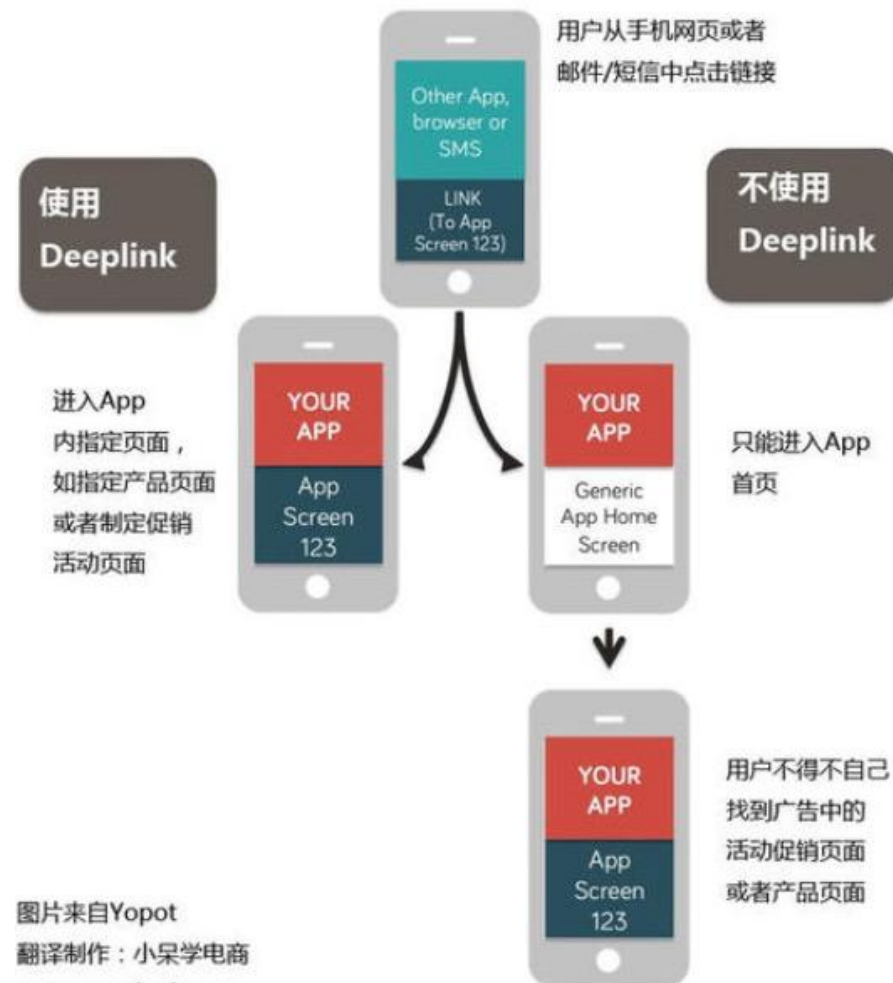 用户从手机网页或者
邮件/短信中点击链接
Other App,
browser or
SMS
LINK
(To App
Screen 123)
使用
Deeplink
不使用
Deeplink
进入App
内指定页面，
如指定产品页面
或者制定促销
活动页面
YOUR
APP
App
Screen
123
YOUR
APP
Generic
App Home
Screen
只能进入App
首页
YOUR
APP
App
Screen
123
用户不得不自己
找到广告中的
活动促销页面
或者产品页面
图片来自Yopot
翻译制作：小呆学电商